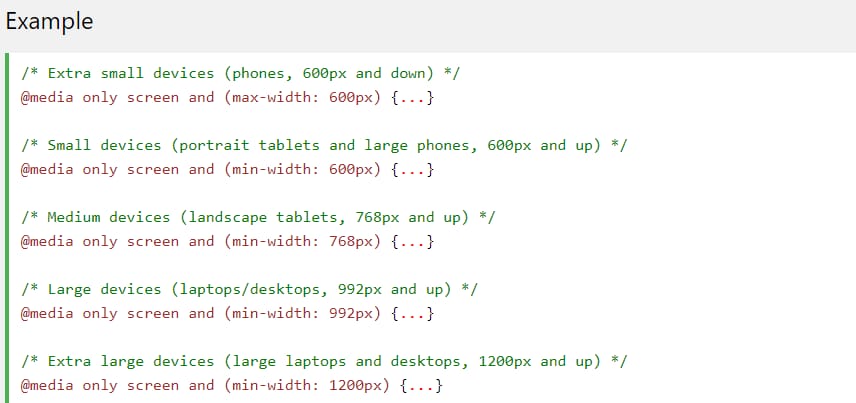 Example
/* Extra small devices (phones, 600px and down) */
@media only screen and (max-width: 600px) {...}
/* Small devices (portrait tablets and large phones, 600px and up) */
@media only screen and (min-width: 600px) {...}
/* Medium devices (landscape tablets, 768px and up) */
@media only screen and (min-width: 768px) {...}
/* Large devices (laptops/desktops, 992px and up) */
@media only screen and (min-width: 992px) {...}
/* Extra large devices (large laptops and desktops, 1200px and up) */
@media only screen and (min-width: 1200px) {...}